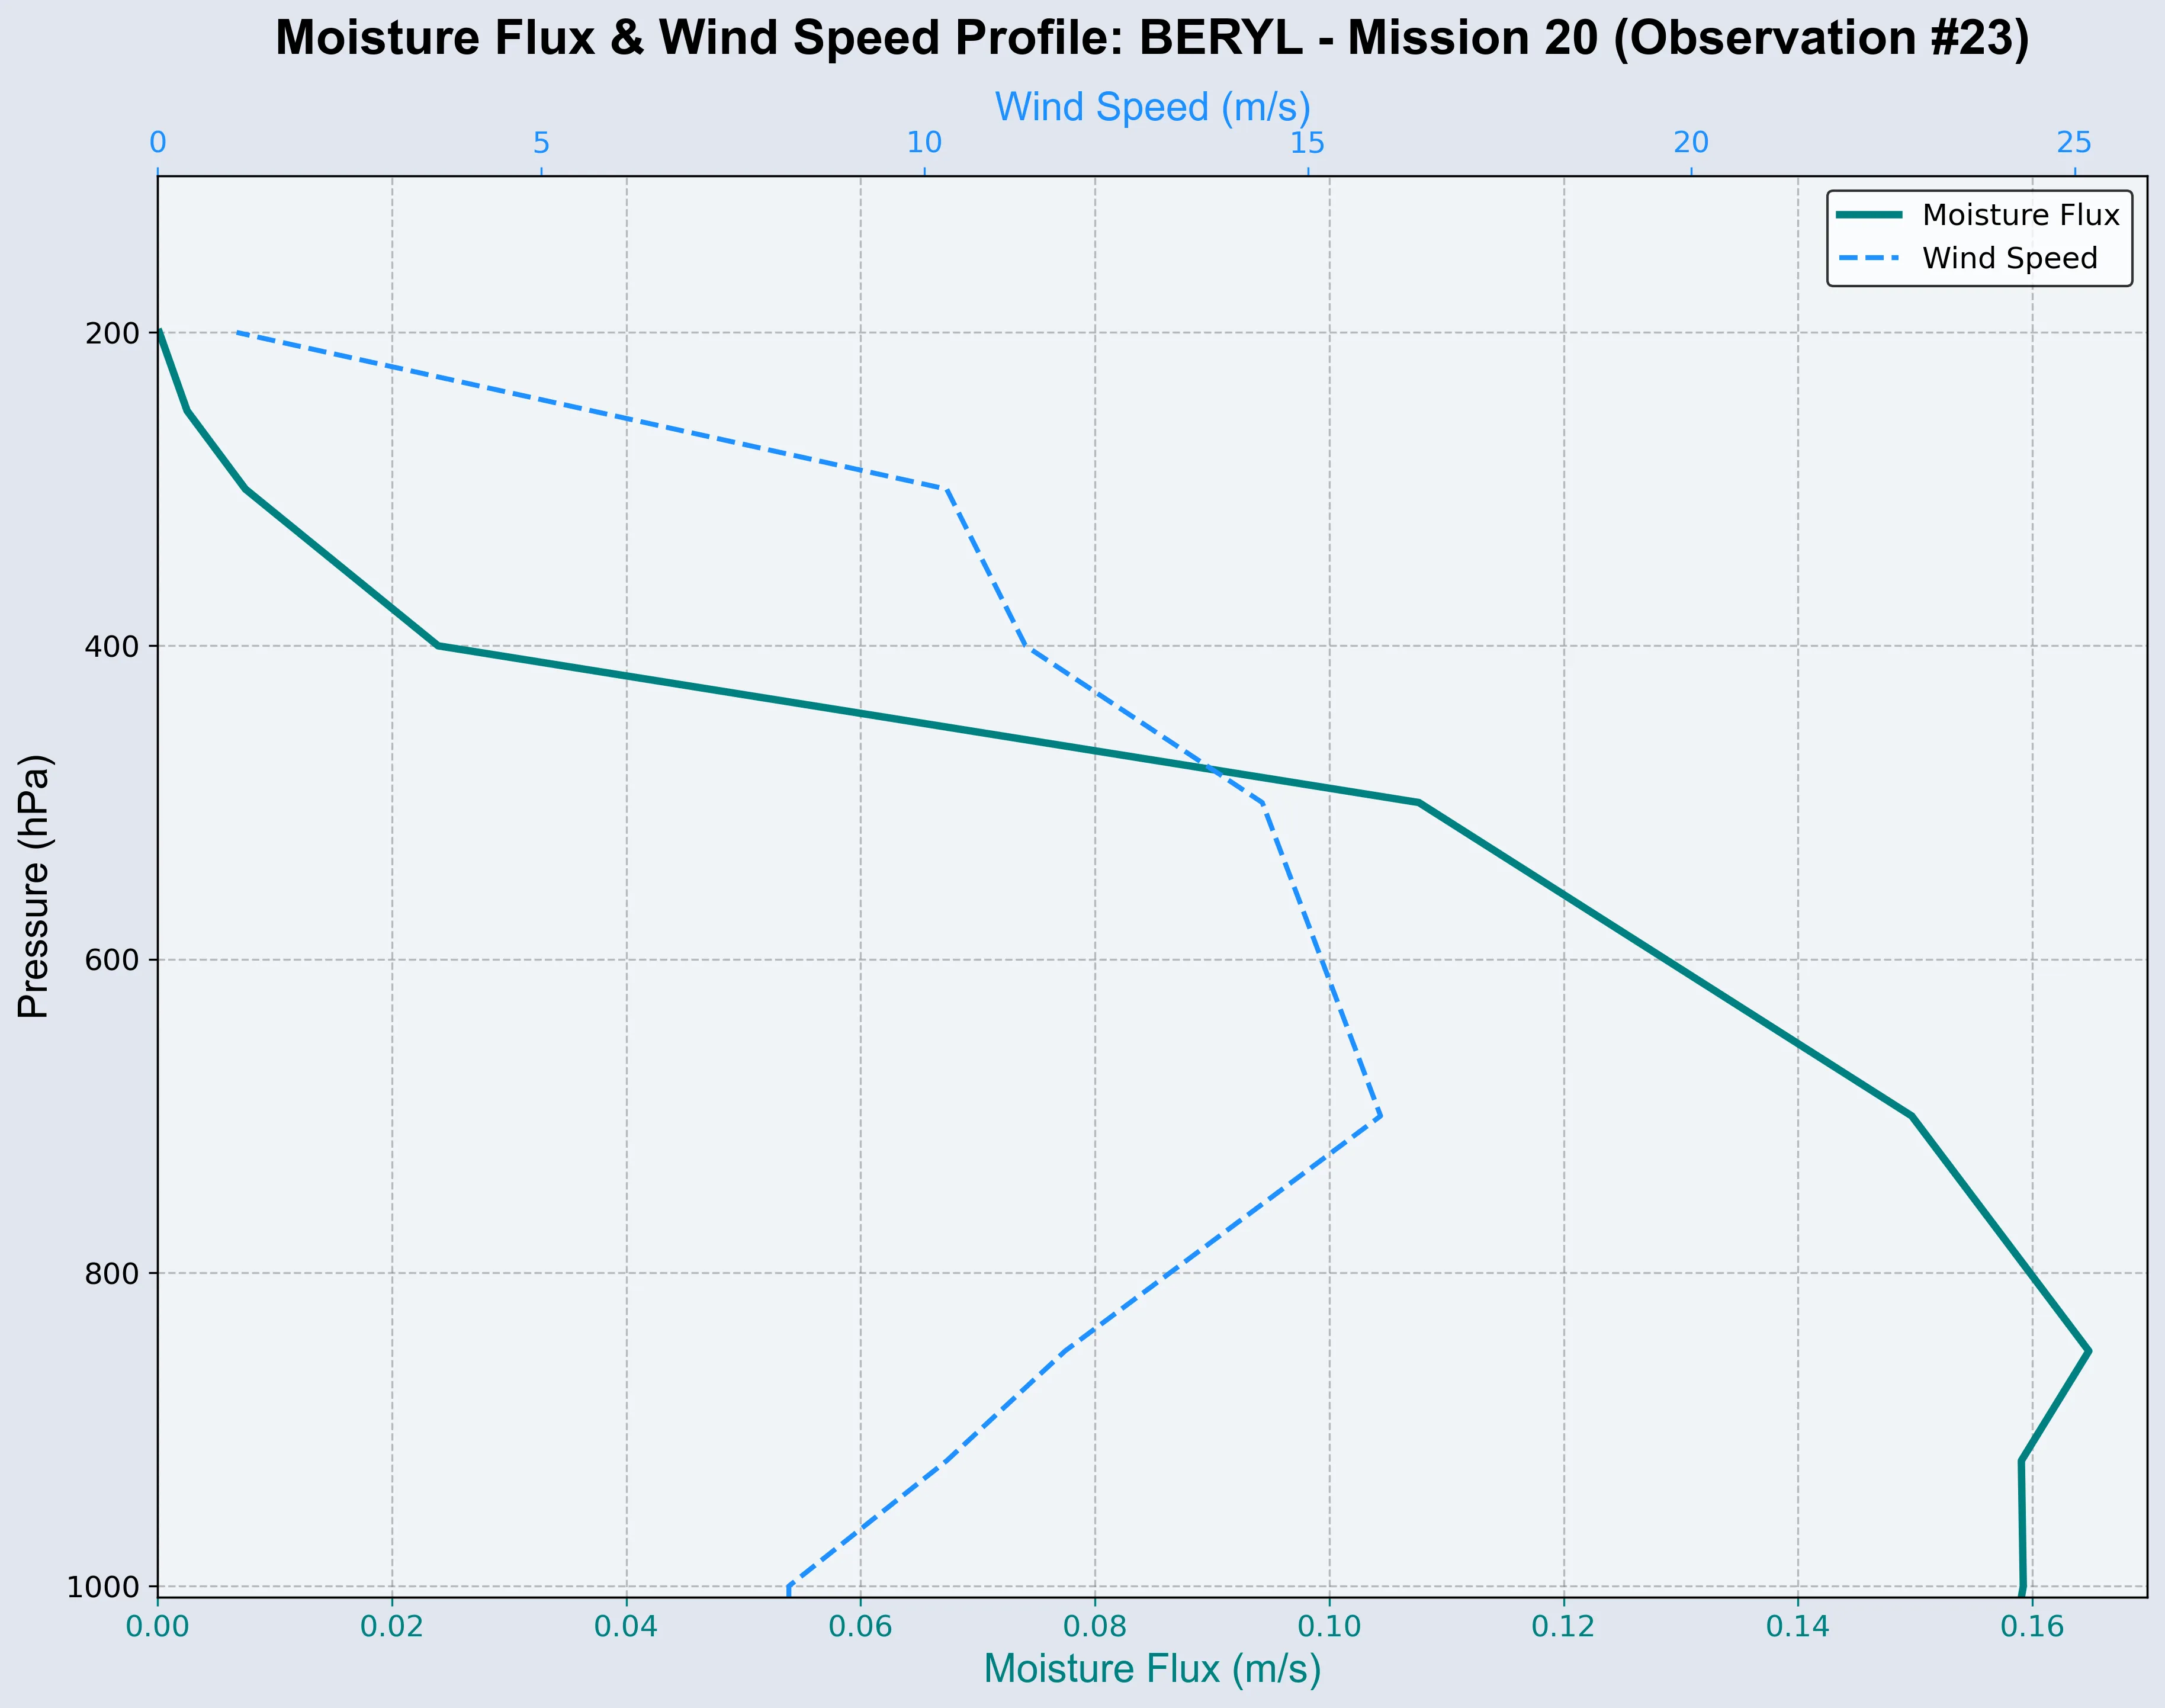 Moisture Flux & Wind Speed Profile: BERYL - Mission 20 (Observation #23)
Wind Speed (m/s)
0 5 10 15 20 25
Moisture Flux
Wind Speed
200
400
600
800
1000
Pressure (hPa)
0.00 0.02 0.04 0.06 0.08 0.10 0.12 0.14 0.16
Moisture Flux (m/s)